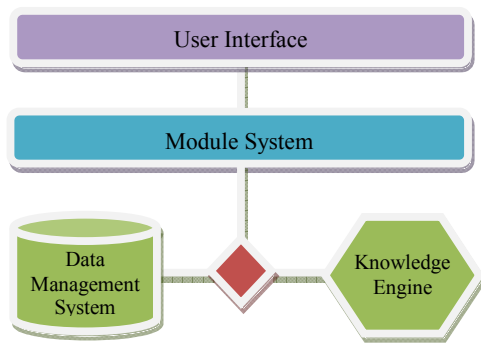 User Interface
Module System
Data
Management
System
Knowledge
Engine